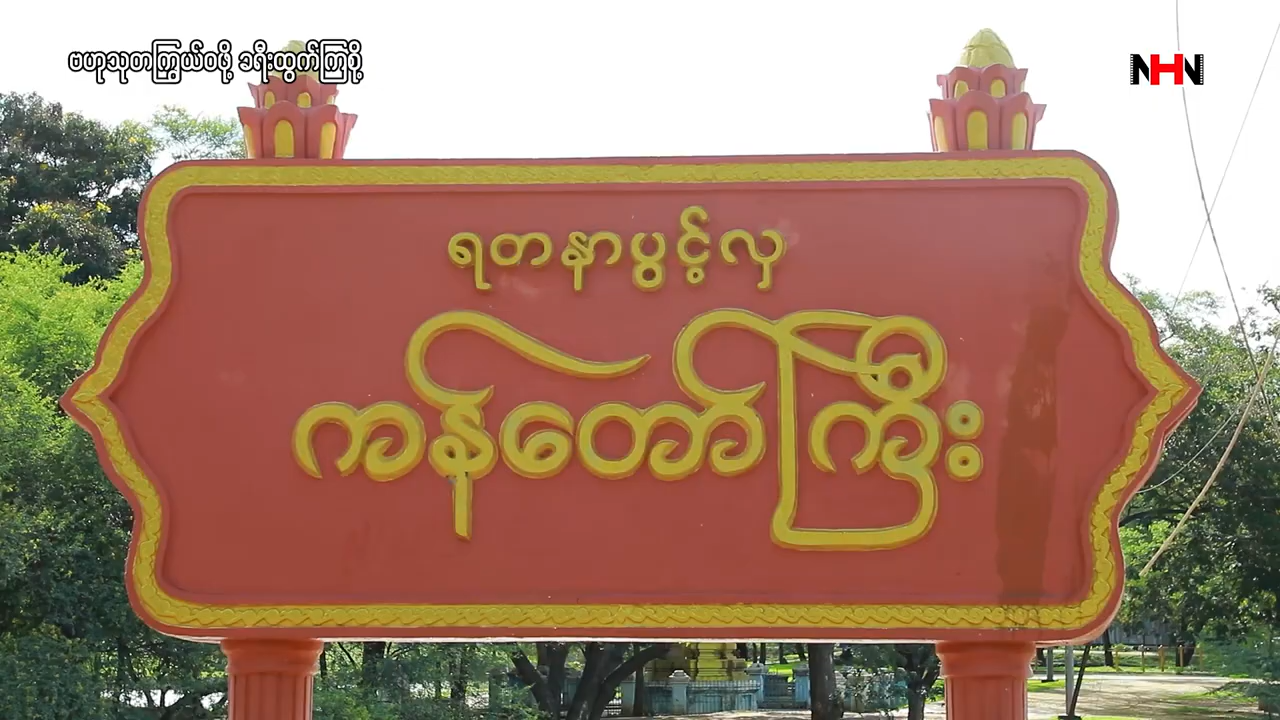 ဗဟုသုတကြွယ်ဝဖို့ ခရီးထွက်ကြစို့
NHN
ရတနာပွင့်လှ
ကန်တော်ကြီး